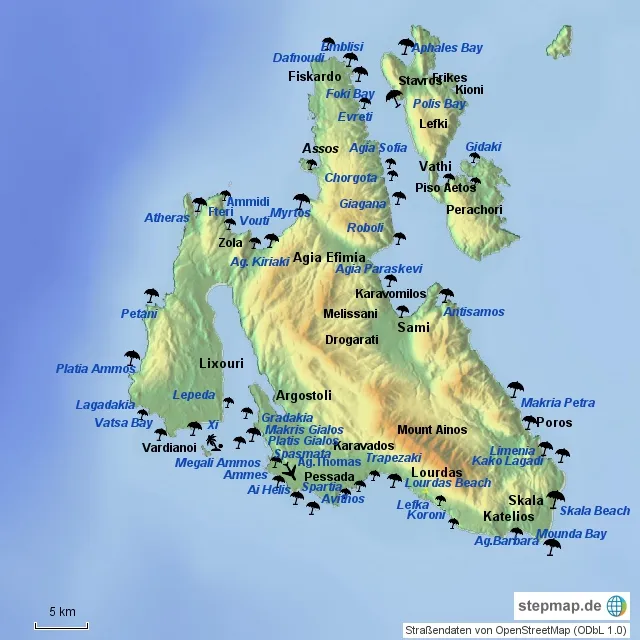 Emblisi
Aphales Bay
Dafnoudi
Fiskardo
Stavros
Frikes
Kioni
Foki Bay
Polis Bay
Evreti
Lefki
Assos
Agia Sofia
Gidaki
Vathi
Chorgota
Piso Aetos
Ammidi
Giagana
Perachori
Atheras
Fteri
Myrtos
Vouti
Roboli
Zola
Ag. Kiriaki
Agia Efimia
Agia Paraskevi
Karavomilos
Petani
Melissani
Antisamos
Sami
Drogarati
Platia Ammos
Lixouri
Lepeda
Argostoli
Makria Petra
Lagadakia
Gradakia
Vatsa Bay
Xi
Makris Gialos
Mount Ainos
Poros
Platis Gialos
Vardianoi
Karavados
Spasmata
Limenia
Megali Ammos
Ag.Thomas
Trapezaki
Kako Lagadi
Ammes
Pessada
Lourdas
Lourdas Beach
Ai Helis
Spartia
Avithos
Lefka
Skala
Skala Beach
Koroni
Katelios
Ag.Barbara
Mounda Bay
5 km
stepmap.de
Straßendaten von OpenStreetMap (ODbL 1.0)